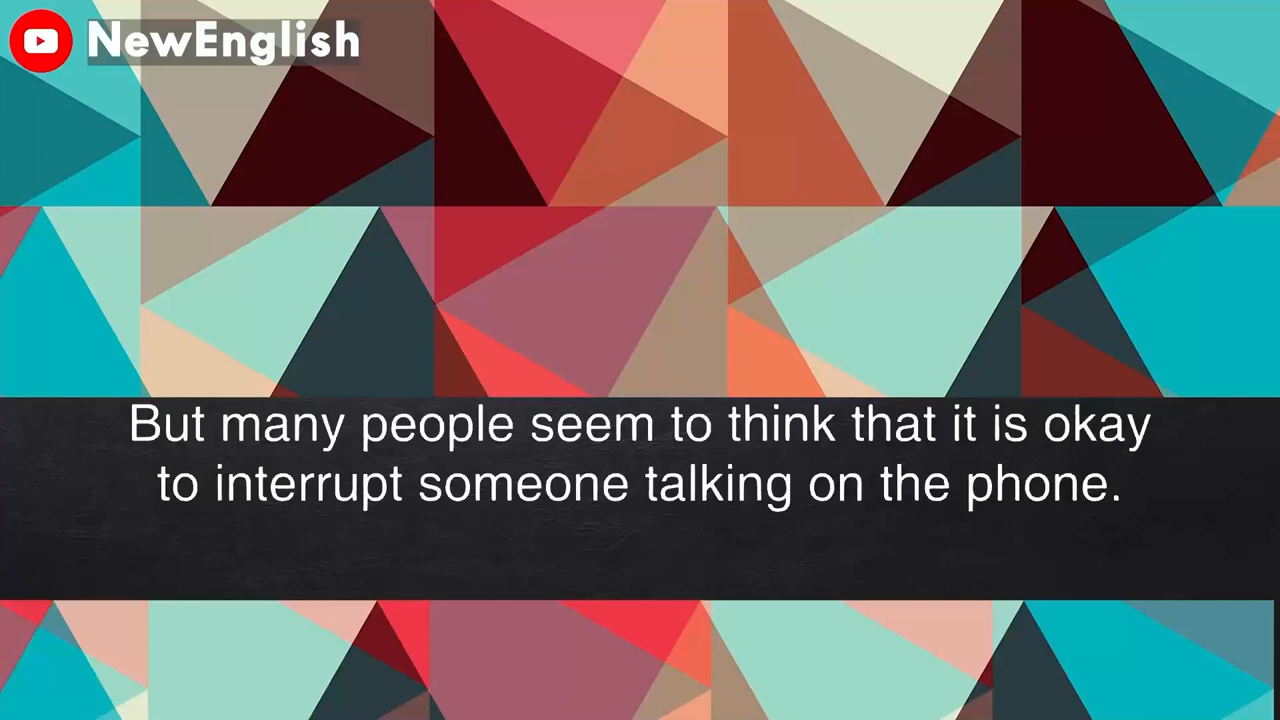 NewEnglish
But many people seem to think that it is okay
to interrupt someone talking on the phone.